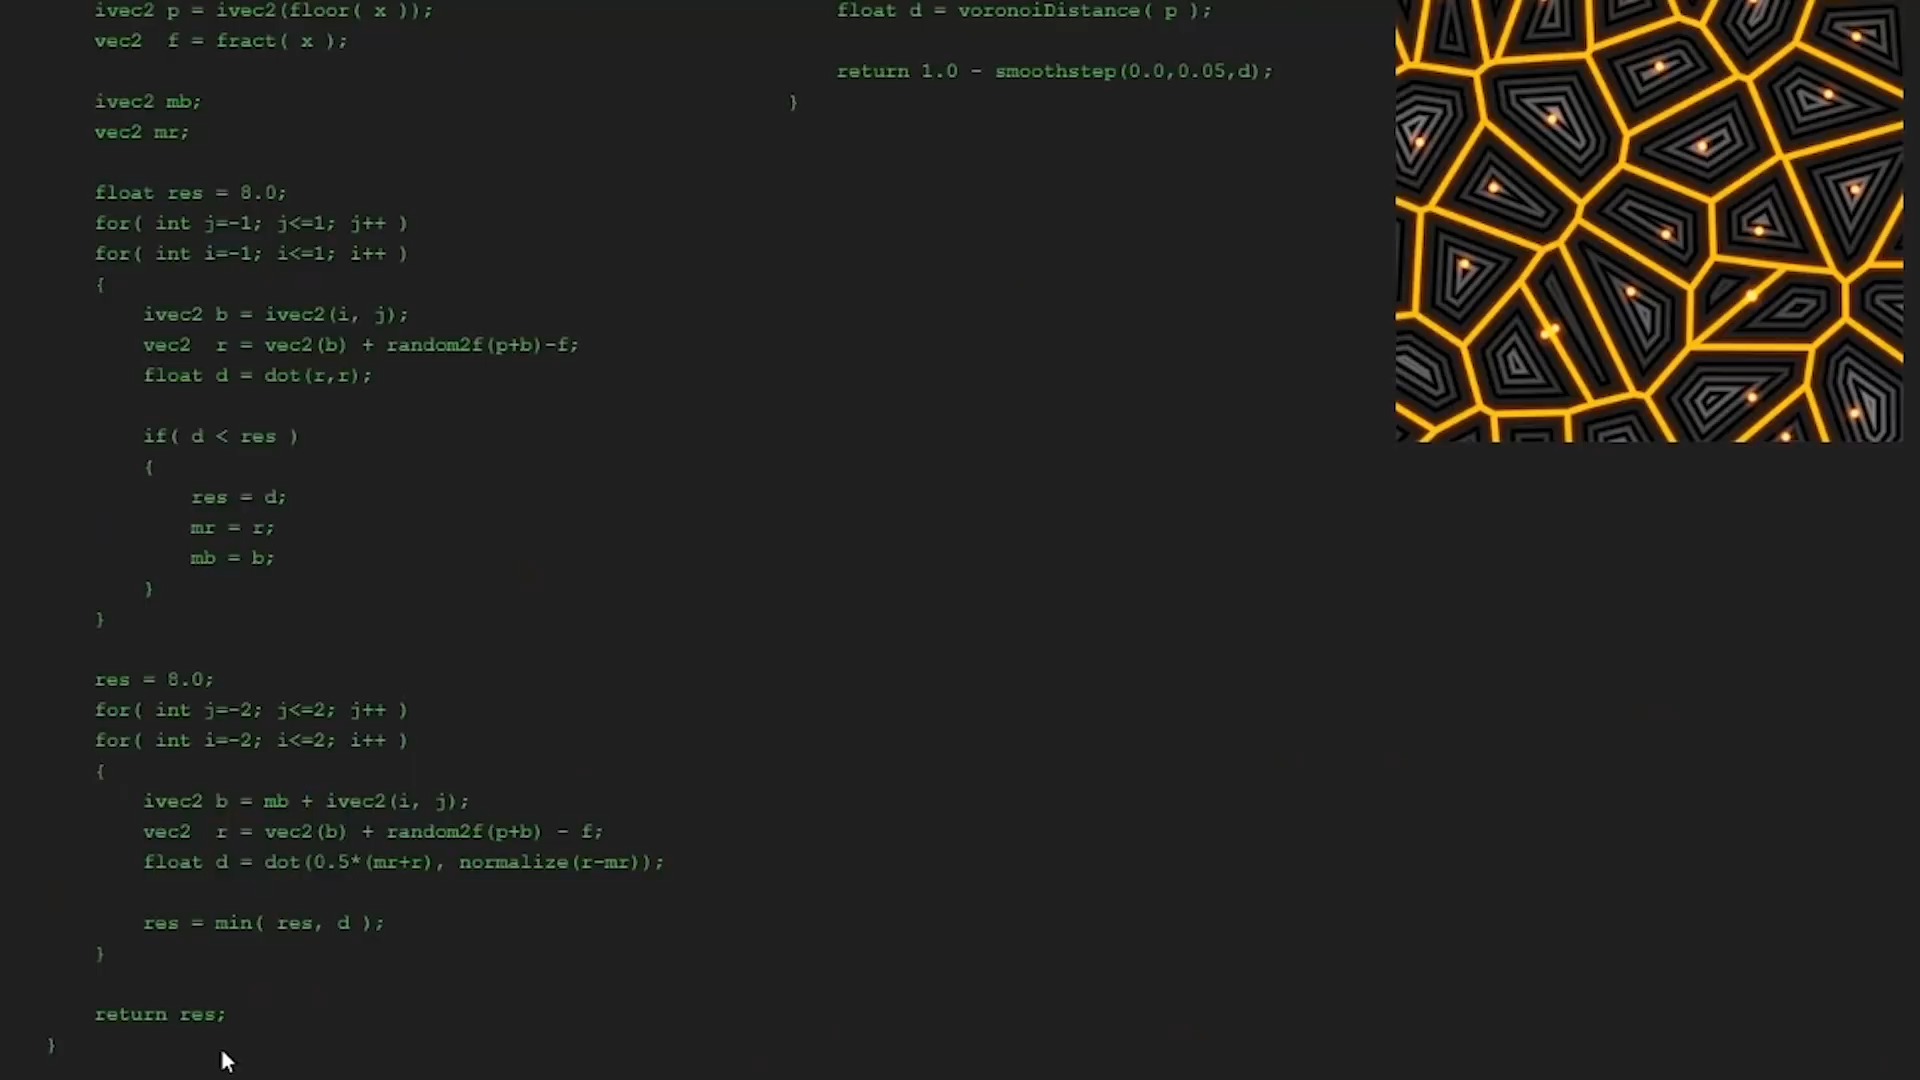 ivec2 p = ivec2(floor( x ));
vec2  f = fract( x );
ivec2 mb;
vec2 mr;
float res = 8.0;
for( int j=-1; j<=1; j++ )
for( int i=-1; i<=1; i++ )
{
ivec2 b = ivec2(i, j);
vec2  r = vec2(b) + random2f(p+b)-f;
float d = dot(r,r);
if( d < res )
{
res = d;
mr = r;
mb = b;
}
}
res = 8.0;
for( int j=-2; j<=2; j++ )
for( int i=-2; i<=2; i++ )
{
ivec2 b = mb + ivec2(i, j);
vec2  r = vec2(b) + random2f(p+b) - f;
float d = dot(0.5*(mr+r), normalize(r-mr));
res = min( res, d );
}
return res;
}
float d = voronoiDistance( p );
return 1.0 - smoothstep(0.0,0.05,d);
}